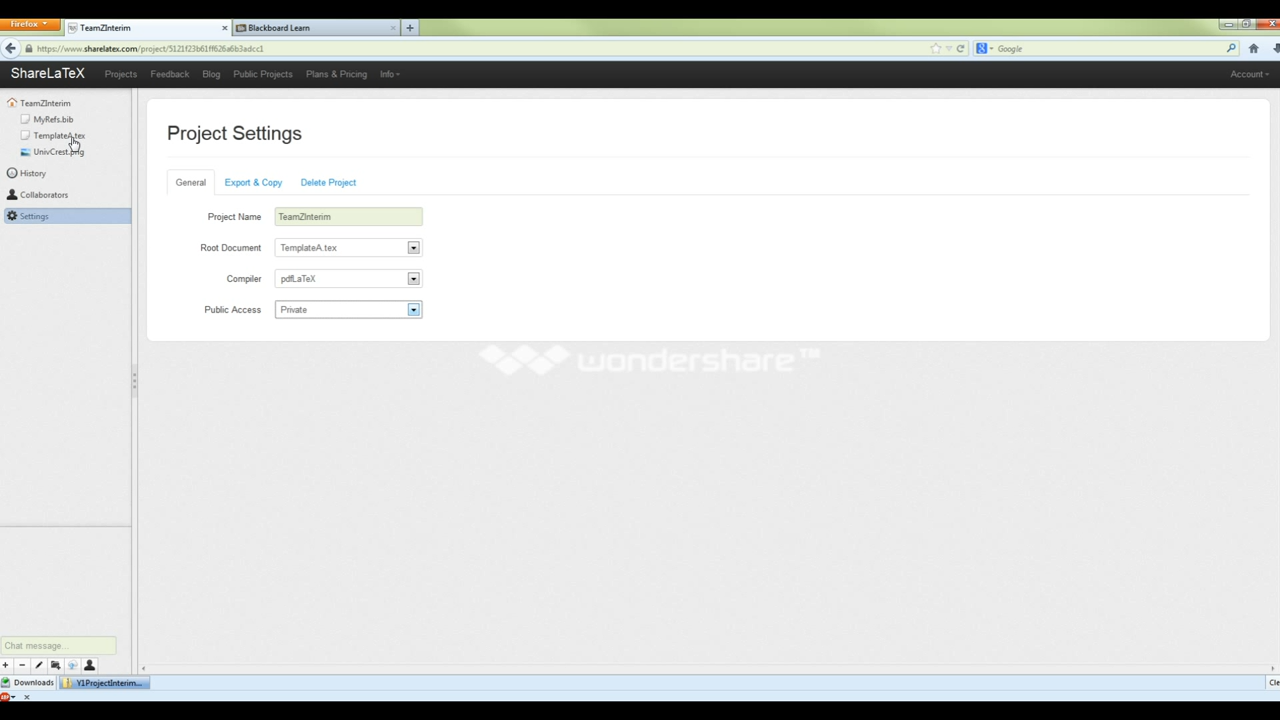 Firefox
TeamZInterim
Blackboard Learn
https://www.sharelatex.com/project/5121f23b61ff626a6b3adcc1
Google
ShareLaTeX
Projects
Feedback
Blog
Public Projects
Plans & Pricing
Info
Account
TeamZInterim
MyRefs.bib
TemplateA.tex
UnivCrest.png
History
Collaborators
Settings
Project Settings
General
Export & Copy
Delete Project
Project Name
TeamZInterim
Root Document
TemplateA.tex
Compiler
pdfLaTeX
Public Access
Private
wondershare™
Chat message...
Downloads
Y1ProjectInterim...
Cle